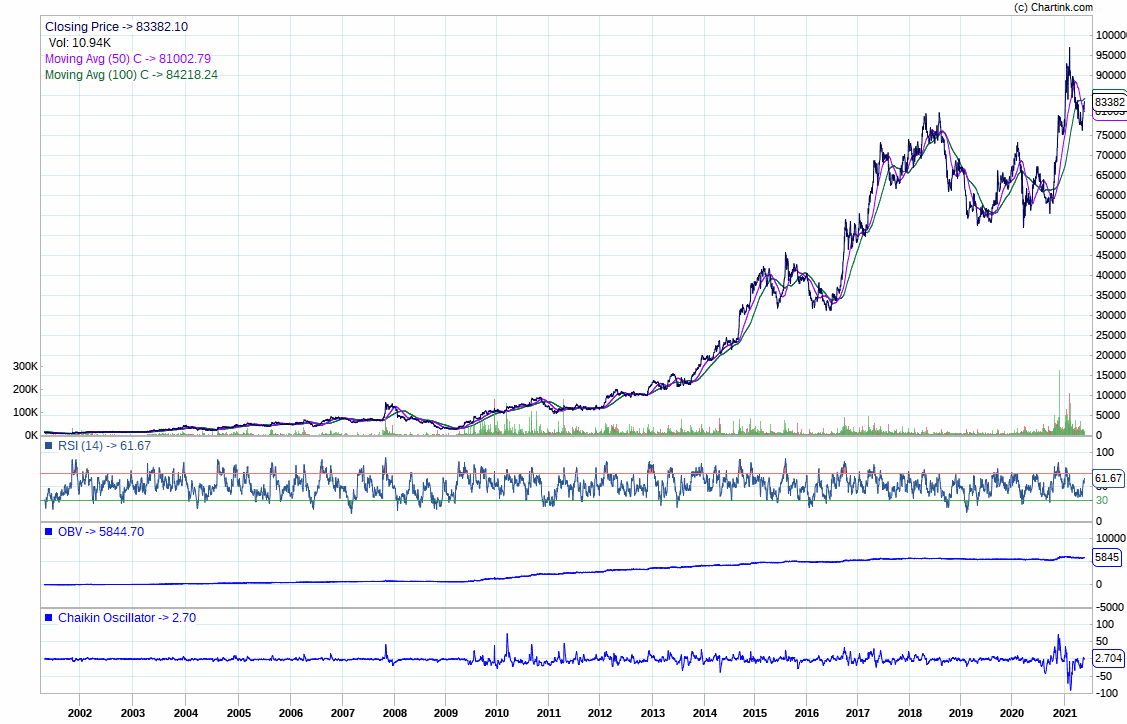 (c) Chartink.com
Closing Price -> 83382.10
Vol: 10.94K
Moving Avg (50) C -> 81002.79
Moving Avg (100) C -> 84218.24
100000
95000
90000
83382
75000
70000
65000
60000
55000
50000
45000
40000
35000
30000
25000
20000
15000
10000
5000
0
300K
200K
100K
0K
RSI (14) -> 61.67
100
61.67
30
0
OBV -> 5844.70
10000
5845
0
-5000
Chaikin Oscillator -> 2.70
100
50
2.704
-50
-100
2002 2003 2004 2005 2006 2007 2008 2009 2010 2011 2012 2013 2014 2015 2016 2017 2018 2019 2020 2021